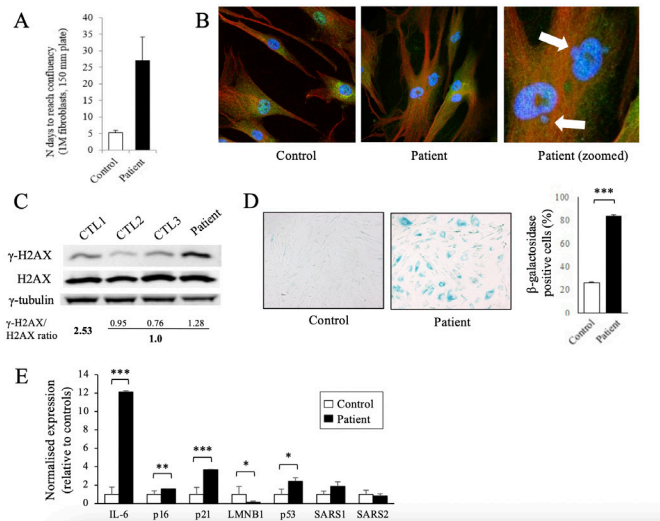 A
N days to reach confluency
(1M fibroblasts, 150 mm plate)
40
35
30
25
20
15
10
5
0
Control
Patient
B
Control
Patient
Patient (zoomed)
C
CTL1
CTL2
CTL3
Patient
γ-H2AX
H2AX
γ-tubulin
γ-H2AX/
H2AX ratio
0.95 0.76 1.28
2.53
1.0
D
Control
Patient
β-galactosidase
positive cells (%)
100
80
60
40
20
0
***
Control
Patient
E
Normalised expression
(relative to controls)
14
12
10
8
6
4
2
0
*** ** *** * *
Control
Patient
IL-6 p16 p21 LMNB1 p53 SARS1 SARS2